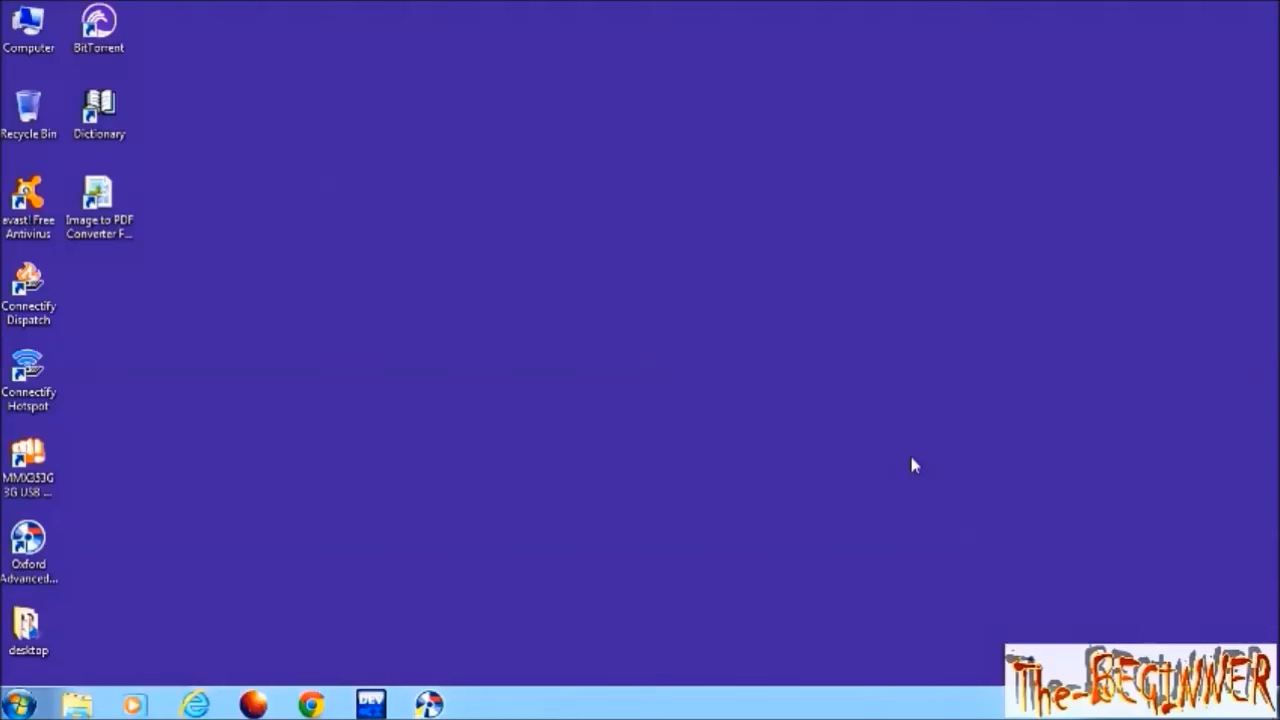 Computer
BitTorrent
Recycle Bin
Dictionary
avast! Free
Antivirus
Image to PDF
Converter F...
Connectify
Dispatch
Connectify
Hotspot
MMX353G
3G USB ...
Oxford
Advanced...
desktop
DEV
The-BEGINNER